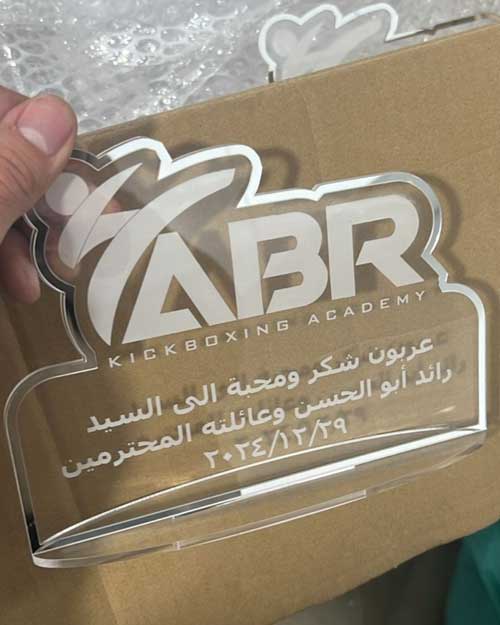 ABR
KICKBOXING ACADEMY
عربون شكر ومحبة الى السيد
رائد أبو الحسن وعائلته المحترمين
٢٠٢٤/١٢/٢٩